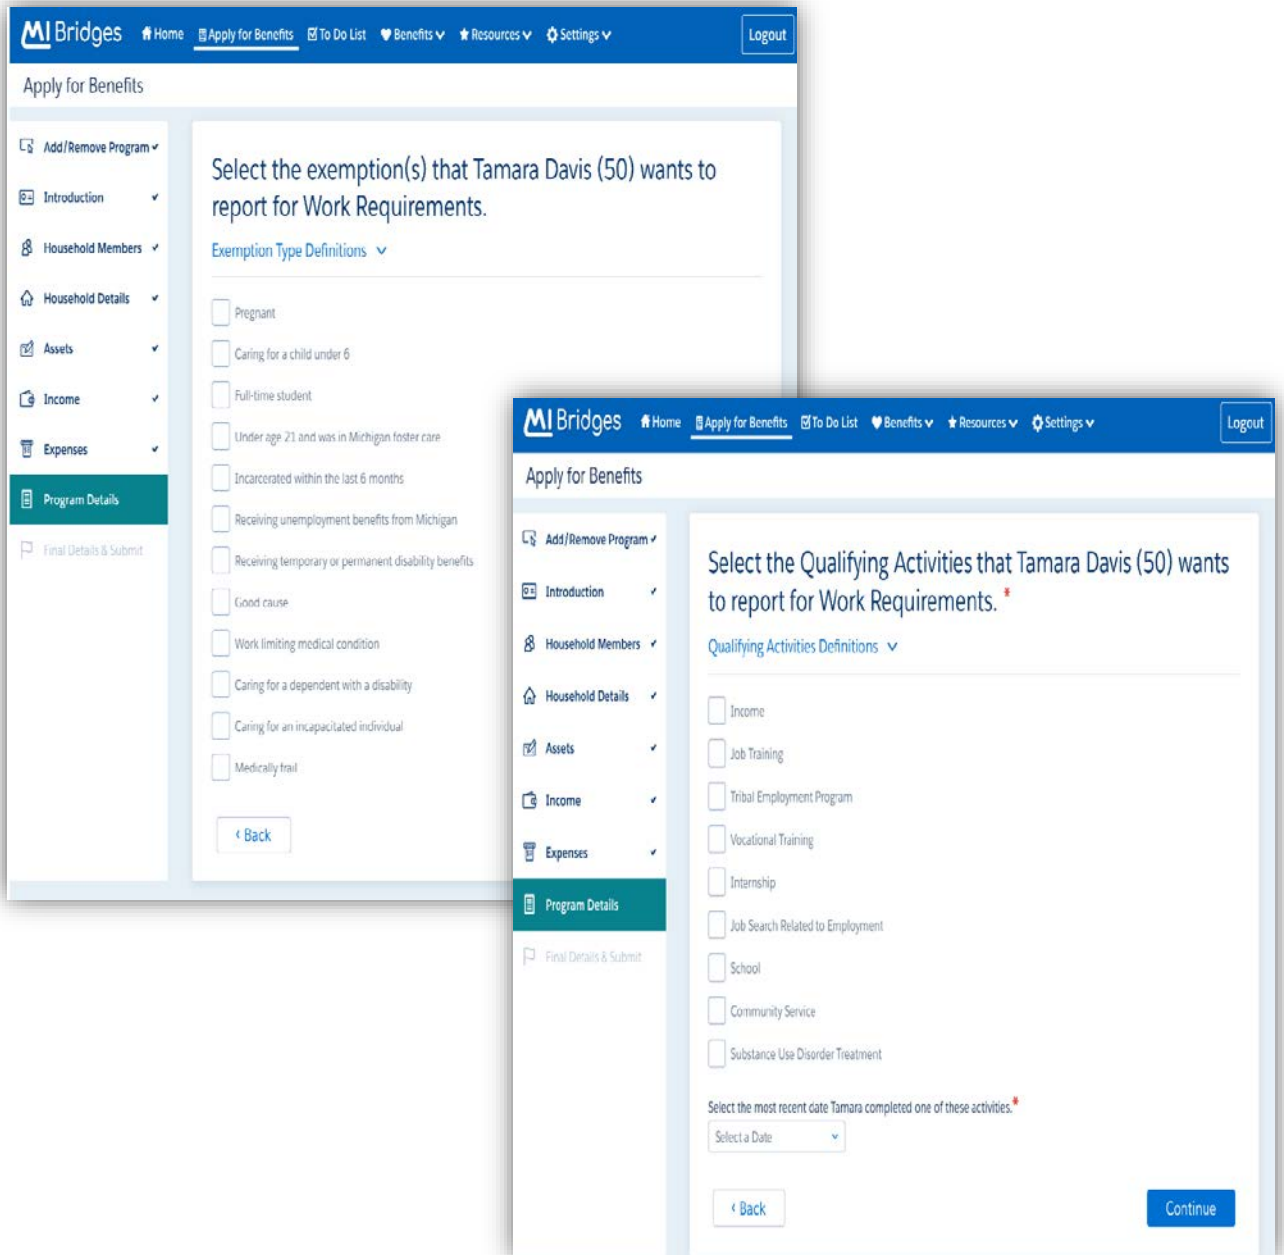 MI Bridges Home Apply for Benefits To Do List Benefits Resources Settings Logout
Apply for Benefits
Add/Remove Program
Introduction
Household Members
Household Details
Assets
Income
Expenses
Program Details
Final Details & Submit
Select the exemption(s) that Tamara Davis (50) wants to
report for Work Requirements.
Exemption Type Definitions
Pregnant
Caring for a child under 6
Full-time student
Under age 21 and was in Michigan foster care
Incarcerated within the last 6 months
Receiving unemployment benefits from Michigan
Receiving temporary or permanent disability benefits
Good cause
Work limiting medical condition
Caring for a dependent with a disability
Caring for an incapacitated individual
Medically frail
Back
MI Bridges Home Apply for Benefits To Do List Benefits Resources Settings Logout
Apply for Benefits
Add/Remove Program
Introduction
Household Members
Household Details
Assets
Income
Expenses
Program Details
Final Details & Submit
Select the Qualifying Activities that Tamara Davis (50) wants
to report for Work Requirements. *
Qualifying Activities Definitions
Income
Job Training
Tribal Employment Program
Vocational Training
Internship
Job Search Related to Employment
School
Community Service
Substance Use Disorder Treatment
Select the most recent date Tamara completed one of these activities.*
Select a Date
Back Continue